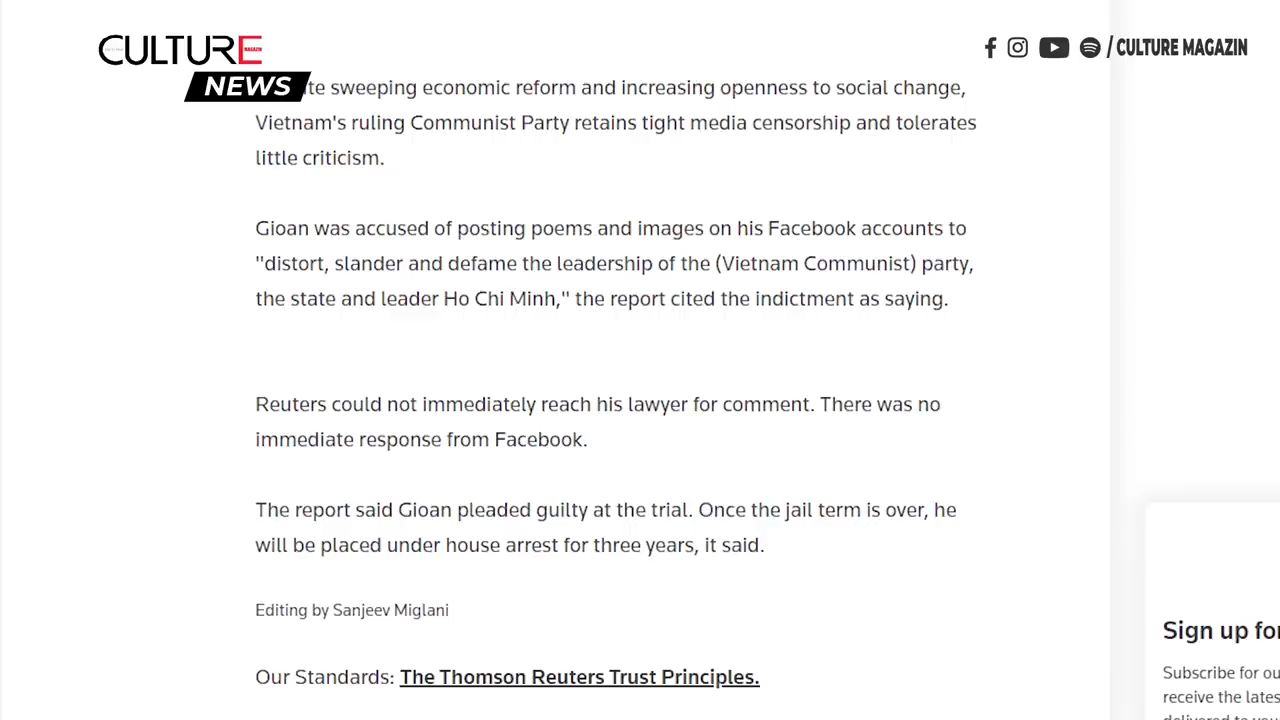 CULTURE MAGAZIN
NEWS
/ CULTURE MAGAZIN
te sweeping economic reform and increasing openness to social change,
Vietnam's ruling Communist Party retains tight media censorship and tolerates
little criticism.
Gioan was accused of posting poems and images on his Facebook accounts to
"distort, slander and defame the leadership of the (Vietnam Communist) party,
the state and leader Ho Chi Minh," the report cited the indictment as saying.
Reuters could not immediately reach his lawyer for comment. There was no
immediate response from Facebook.
The report said Gioan pleaded guilty at the trial. Once the jail term is over, he
will be placed under house arrest for three years, it said.
Editing by Sanjeev Miglani
Our Standards: The Thomson Reuters Trust Principles.
Sign up for
Subscribe for ou
receive the lates
delivered to you